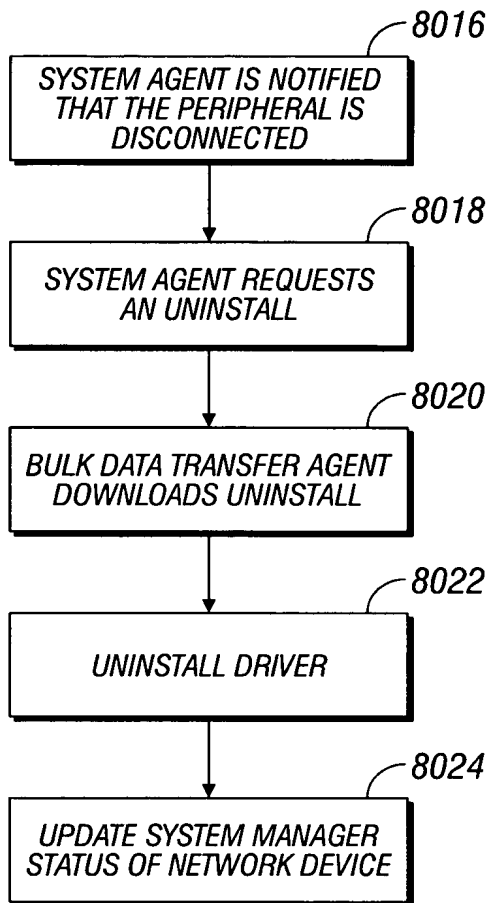 8016
SYSTEM AGENT IS NOTIFIED
THAT THE PERIPHERAL IS
DISCONNECTED
8018
SYSTEM AGENT REQUESTS
AN UNINSTALL
8020
BULK DATA TRANSFER AGENT
DOWNLOADS UNINSTALL
8022
UNINSTALL DRIVER
8024
UPDATE SYSTEM MANAGER
STATUS OF NETWORK DEVICE